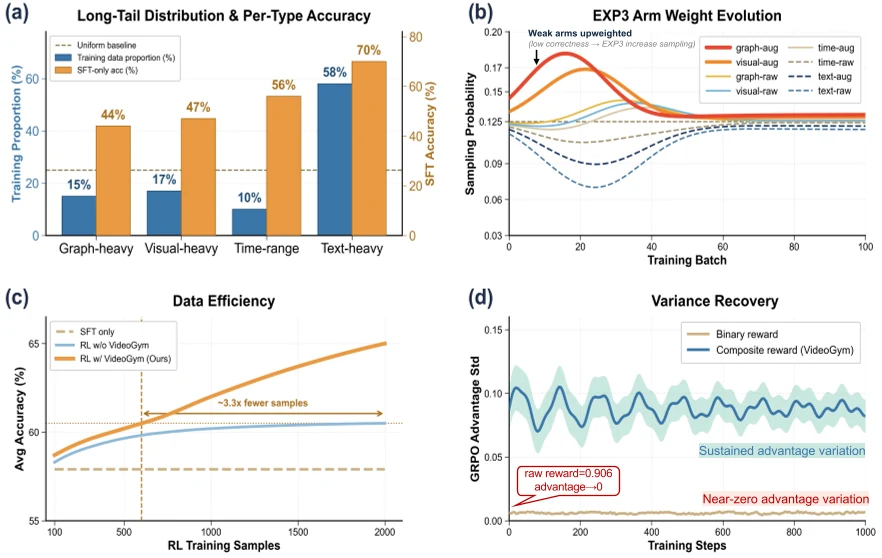 (a)
Long-Tail Distribution & Per-Type Accuracy
Uniform baseline
Training data proportion (%)
SFT-only acc (%)
Training Proportion (%)
SFT Accuracy (%)
0
20
40
60
0
20
40
60
80
15%
44%
17%
47%
10%
56%
58%
70%
Graph-heavy
Visual-heavy
Time-range
Text-heavy
(b)
EXP3 Arm Weight Evolution
Weak arms upweighted
(low correctness → EXP3 increase sampling)
graph-aug
visual-aug
graph-raw
visual-raw
time-aug
time-raw
text-aug
text-raw
Sampling Probability
0.20
0.17
0.15
0.125
0.09
0.06
0.03
0
20
40
60
80
100
Training Batch
(c)
Data Efficiency
SFT only
RL w/o VideoGym
RL w/ VideoGym (Ours)
~3.3x fewer samples
Avg Accuracy (%)
65
60
55
100
500
1000
1500
2000
RL Training Samples
(d)
Variance Recovery
Binary reward
Composite reward (VideoGym)
Sustained advantage variation
raw reward=0.906
advantage→0
Near-zero advantage variation
GRPO Advantage Std
0.15
0.10
0.05
0.00
0
200
400
600
800
1000
Training Steps